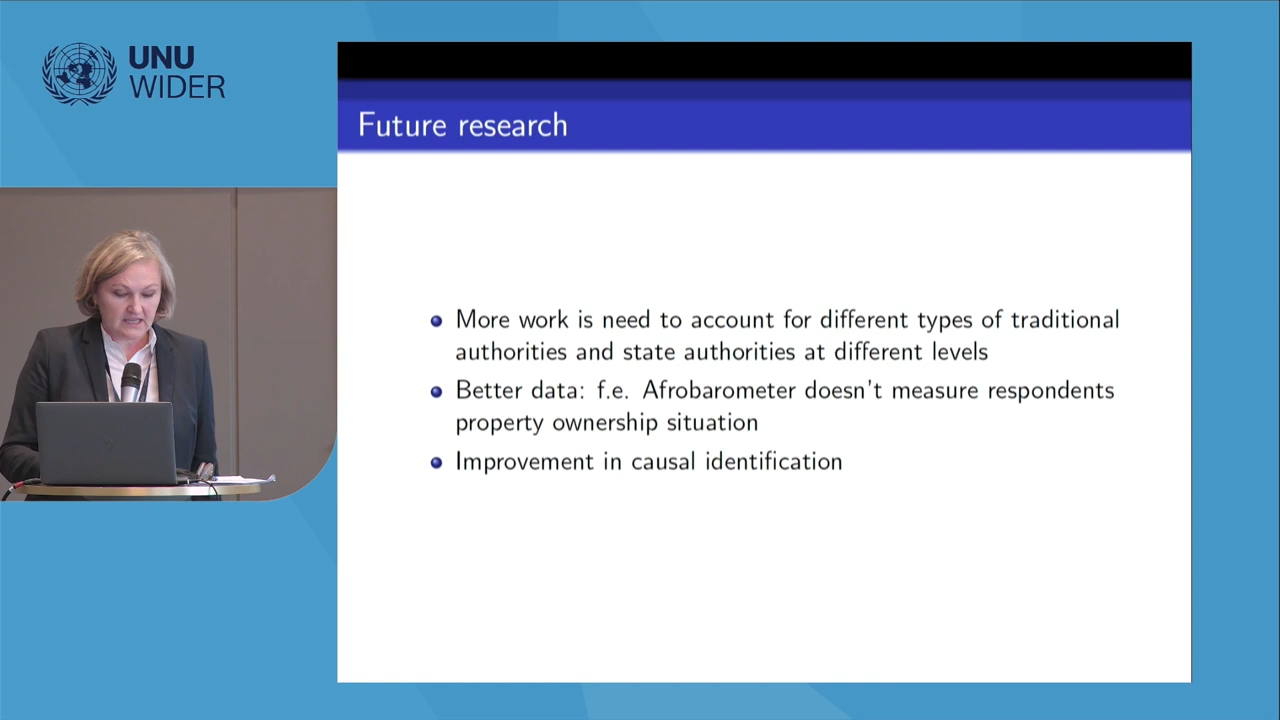 UNU
WIDER
Future research
More work is need to account for different types of traditional
authorities and state authorities at different levels
Better data: f.e. Afrobarometer doesn't measure respondents
property ownership situation
Improvement in causal identification